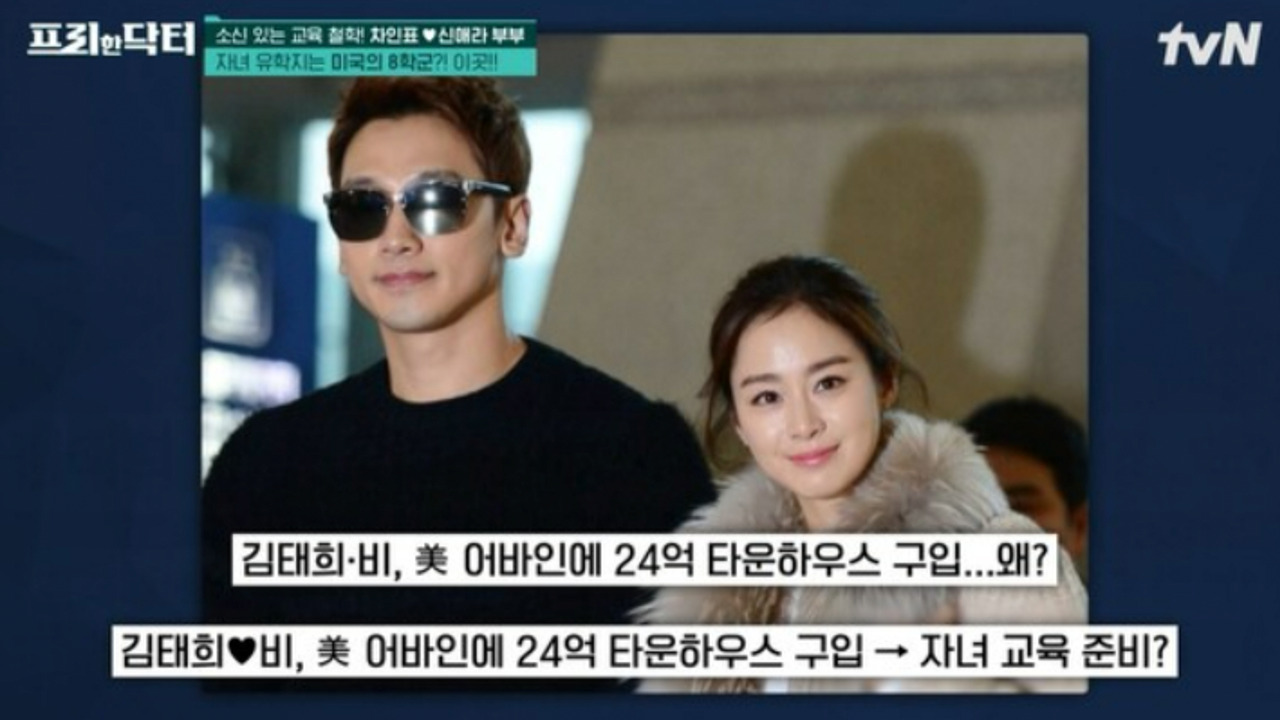 프리한닥터
소신 있는 교육 철학! 차인표♥신애라 부부
tvN
자녀 유학지는 미국의 8학군?! 이곳!!
김태희·비, 美 어바인에 24억 타운하우스 구입...왜?
김태희♥비, 美 어바인에 24억 타운하우스 구입 → 자녀 교육 준비?